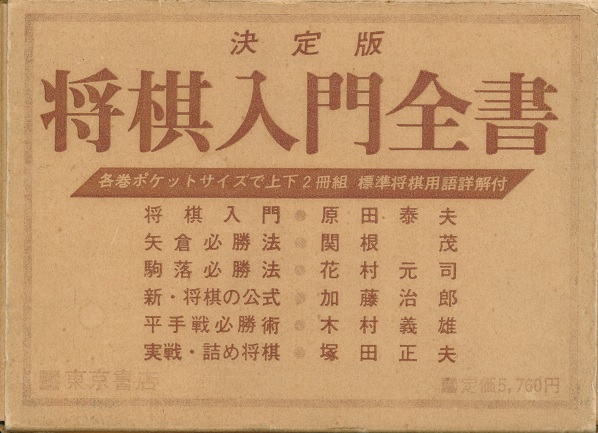 決定版
将棋入門全書
各巻ポケットサイズで上下2冊組 標準将棋用語詳解付
将棋入門●原田泰夫
矢倉必勝法●関根茂
駒落必勝法●花村元司
新・将棋の公式●加藤治郎
平手戦必勝術●木村義雄
実戦・詰め将棋●塚田正夫
東京書店
定価5,760円